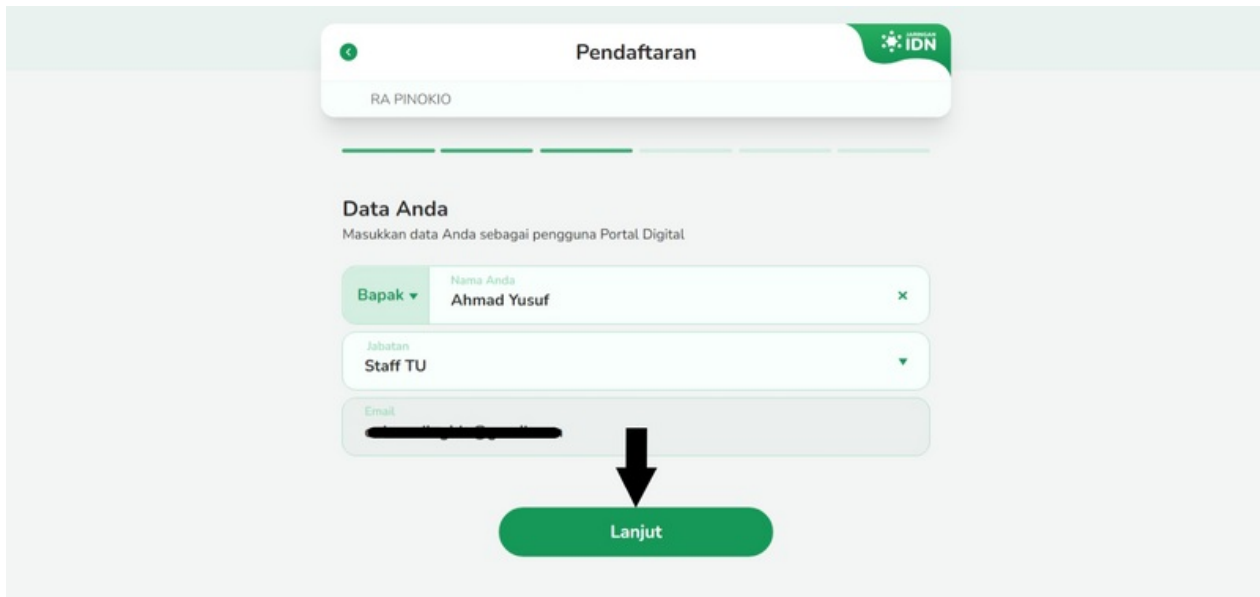 Pendaftaran
JARINGAN
IDN
RA PINOKIO
Data Anda
Masukkan data Anda sebagai pengguna Portal Digital
Bapak
Nama Anda
Ahmad Yusuf
Jabatan
Staff TU
Email
Lanjut